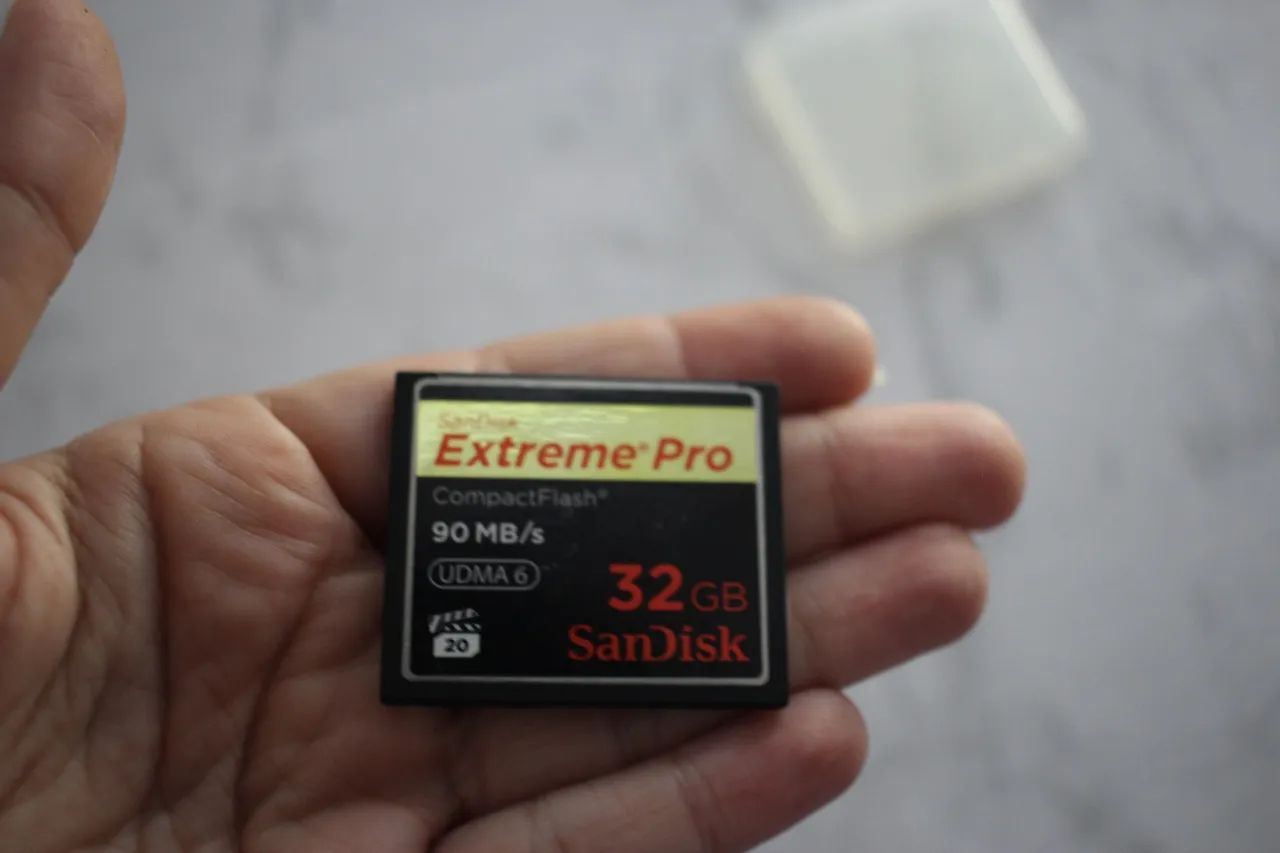 SanDisk
Extreme® Pro
CompactFlash®
90 MB/s
UDMA 6
32 GB
20
SanDisk